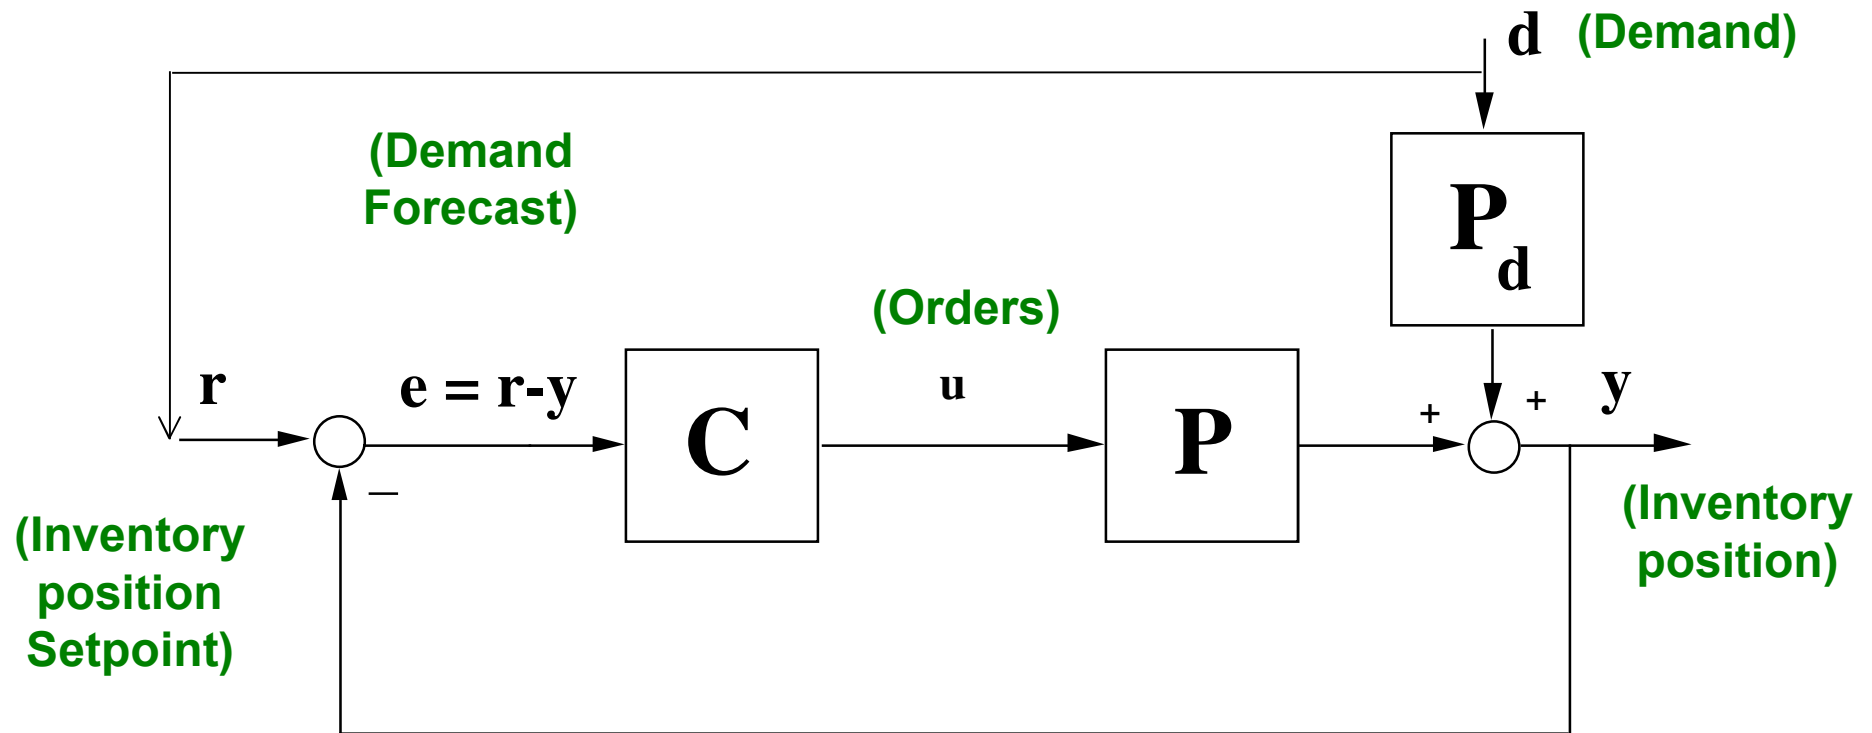 d (Demand)
(Demand
Forecast)
P
d
(Orders)
r
e = r-y
C
u
P
+
+
y
−
(Inventory
position
Setpoint)
(Inventory
position)